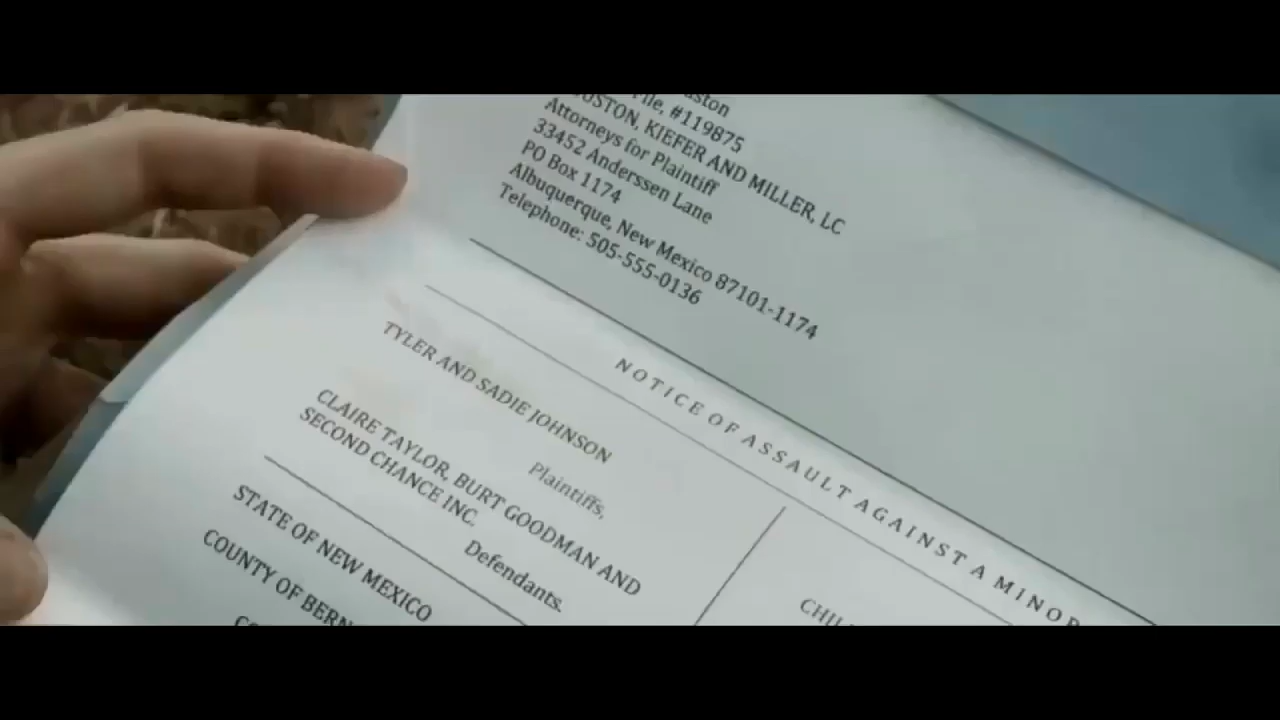 #119875
KIEFER AND MILLER, LC
Attorneys for Plaintiff
33452 Anderssen Lane
PO Box 1174
Albuquerque, New Mexico 87101-1174
Telephone: 505-555-0136
NOTICE OF ASSAULT AGAINST A MINOR
TYLER AND SADIE JOHNSON
Plaintiffs,
CLAIRE TAYLOR, BURT GOODMAN AND
SECOND CHANCE INC.
Defendants.
STATE OF NEW MEXICO
COUNTY OF